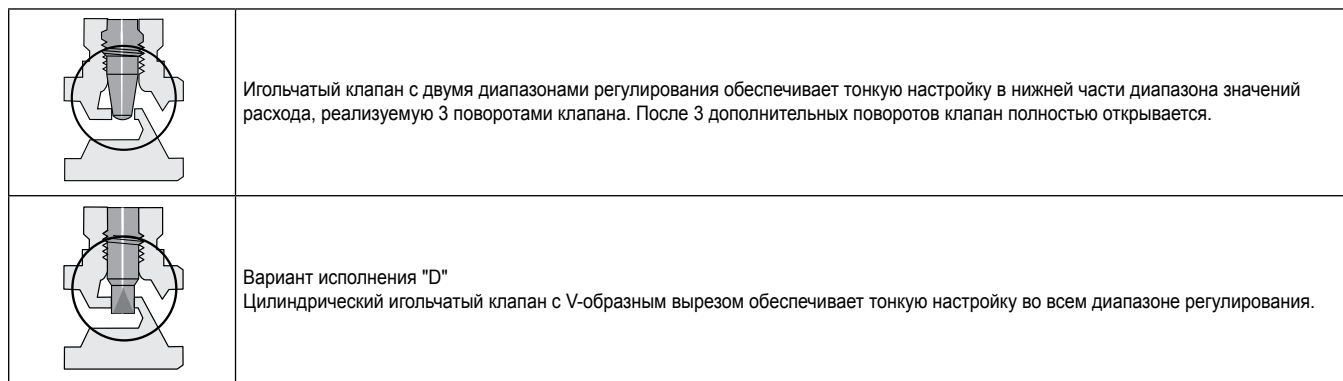 Игольчатый клапан с двумя диапазонами регулирования обеспечивает тонкую настройку в нижней части диапазона значений
расхода, реализуемую 3 поворотами клапана. После 3 дополнительных поворотов клапан полностью открывается.
Вариант исполнения "D"
Цилиндрический игольчатый клапан с V-образным вырезом обеспечивает тонкую настройку во всем диапазоне регулирования.